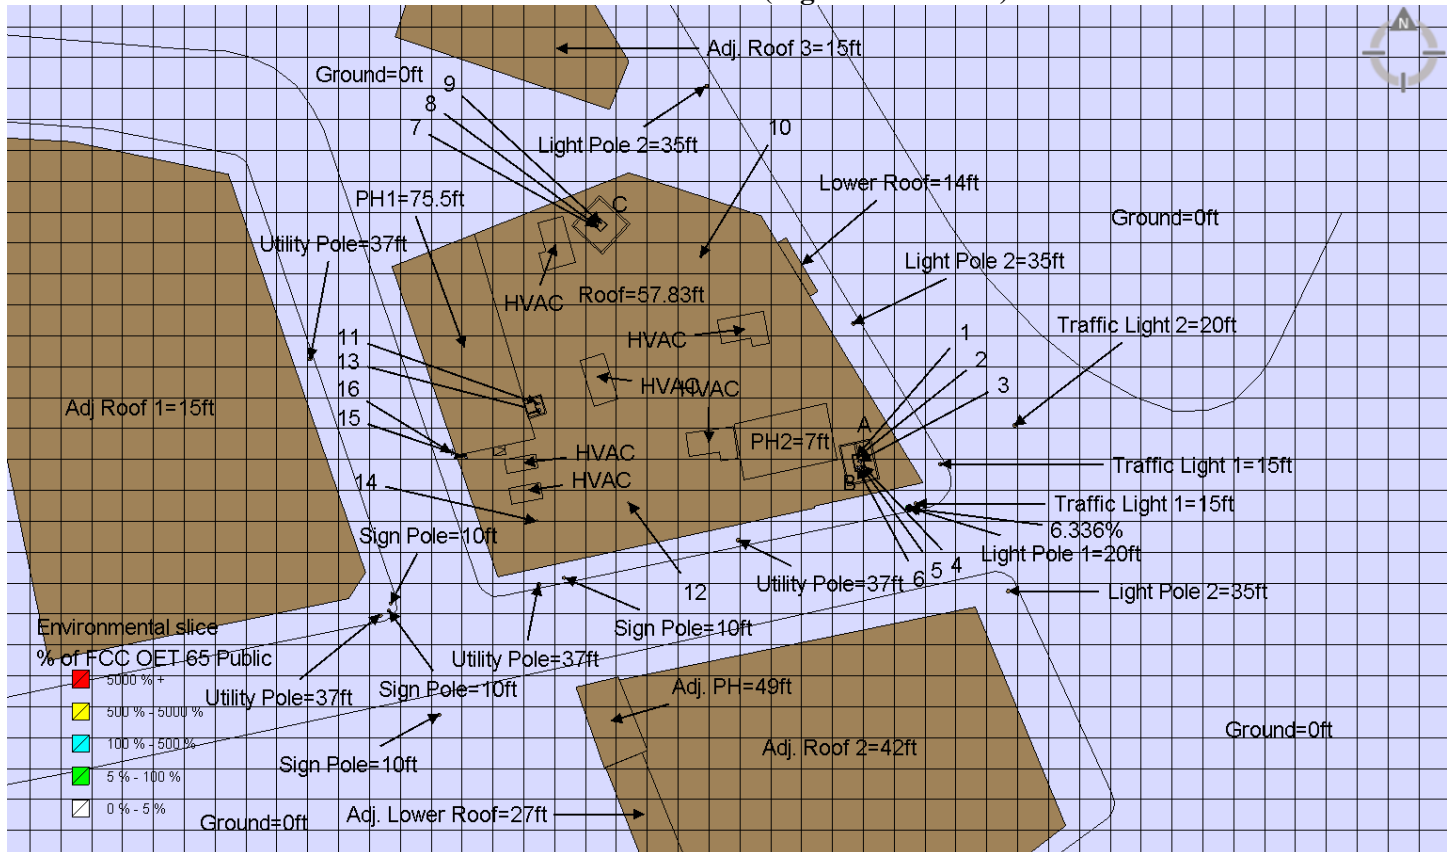 N
Adj. Roof 3=15ft
Ground=0ft
9
8
7
10
Light Pole 2=35ft
Lower Roof=14ft
PH1=75.5ft
C
Ground=0ft
Utility Pole=37ft
Light Pole 2=35ft
HVAC
Roof=57.83ft
Traffic Light 2=20ft
11
HVAC
1
13
2
16
HVAC
HVAC
3
Adj Roof 1=15ft
15
A
PH2=7ft
HVAC
Traffic Light 1=15ft
14
HVAC
B
Traffic Light 1=15ft
Sign Pole=10ft
6.336%
Light Pole 1=20ft
4
5
6
Utility Pole=37ft
12
Light Pole 2=35ft
Sign Pole=10ft
Environmental slice
% of FCC OET 65 Public
Utility Pole=37ft
5000 % +
Utility Pole=37ft
Sign Pole=10ft
Adj. PH=49ft
500 % - 5000 %
Ground=0ft
100 % - 500 %
Adj. Roof 2=42ft
Sign Pole=10ft
5 % - 100 %
0 % - 5 %
Ground=0ft
Adj. Lower Roof=27ft